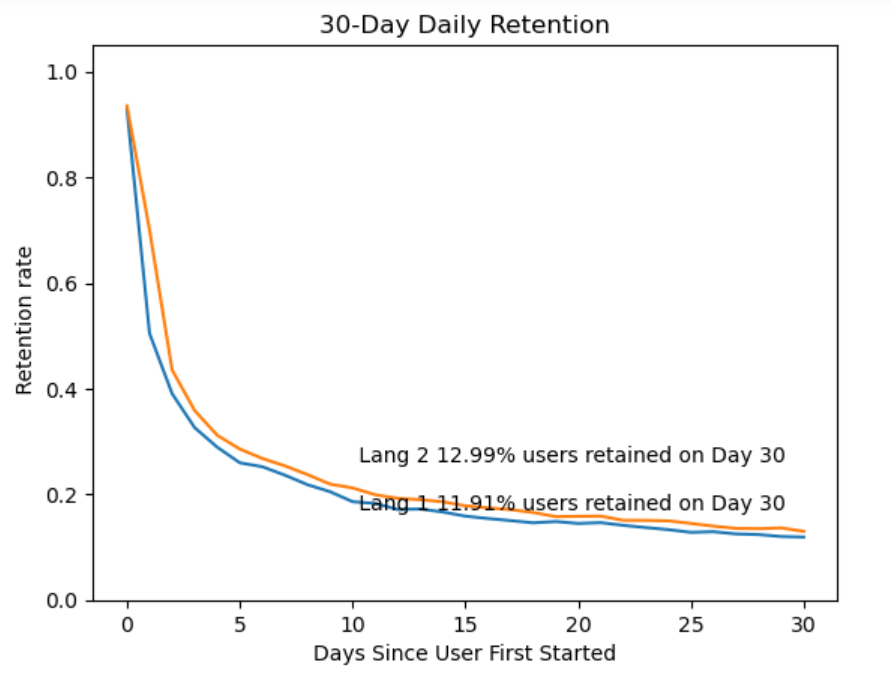 30-Day Daily Retention
1.0
0.8
0.6
0.4
0.2
0.0
Retention rate
Lang 2 12.99% users retained on Day 30
Lang 1 11.91% users retained on Day 30
0 5 10 15 20 25 30
Days Since User First Started